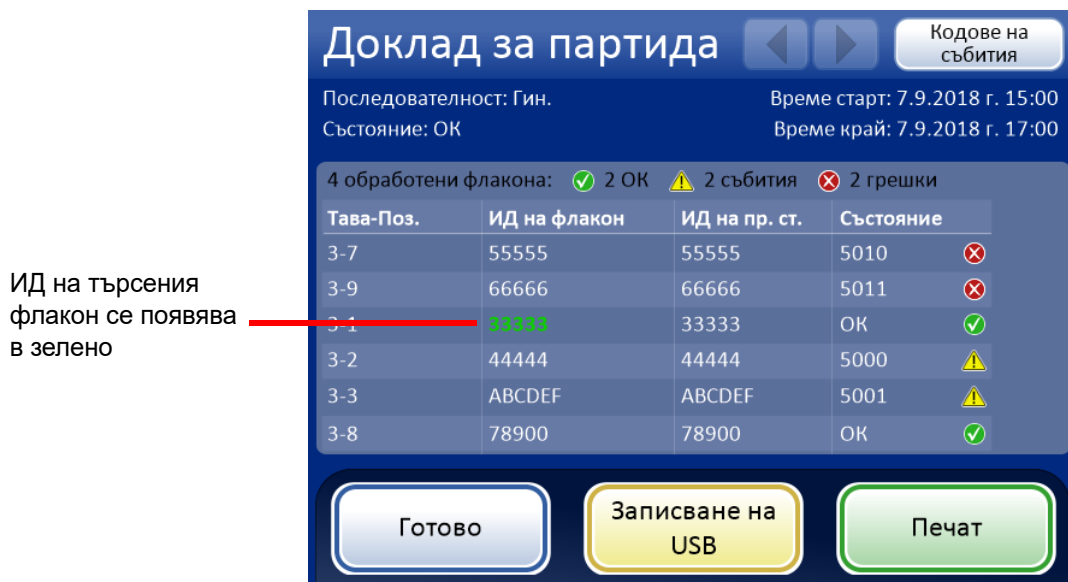 Доклад за партида
Кодове на
събития
Последователност: Гин.
Време старт: 7.9.2018 г. 15:00
Състояние: ОК
Време край: 7.9.2018 г. 17:00
4 обработени флакона: 2 ОК 2 събития 2 грешки
Тава-Поз. ИД на флакон ИД на пр. ст. Състояние
3-7 55555 55555 5010
3-9 66666 66666 5011
3-1 33333 33333 ОК
3-2 44444 44444 5000
3-3 ABCDEF ABCDEF 5001
3-8 78900 78900 ОК
ИД на търсения
флакон се появява
в зелено
Готово
Записване на
USB
Печат